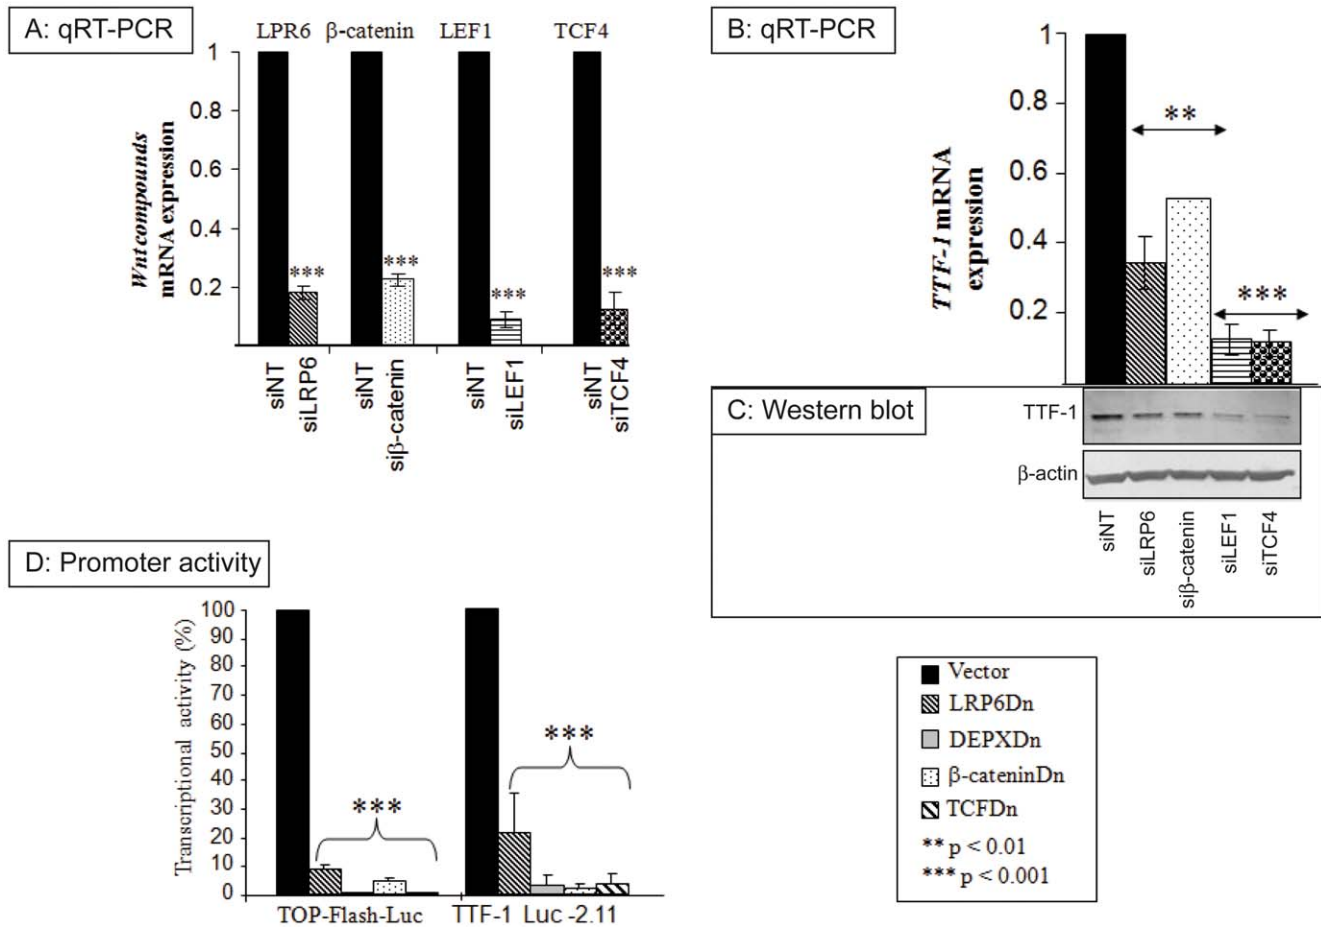 A: qRT-PCR
LPR6 β-catenin LEF1 TCF4
Wnt compounds
mRNA expression
1
0.8
0.6
0.4
0.2
*** *** *** ***
siNT siLRP6 siNT siβ-catenin siNT siLEF1 siNT siTCF4
B: qRT-PCR
TTF-1 mRNA
expression
1
0.8
0.6
0.4
0.2
**
***
C: Western blot
TTF-1
β-actin
siNT siLRP6 siβ-catenin siLEF1 siTCF4
D: Promoter activity
Transcriptional activity (%)
100
90
80
70
60
50
40
30
20
10
0
***
***
TOP-Flash-Luc TTF-1 Luc -2.11
Vector
LRP6Dn
DEPXDn
β-cateninDn
TCFDn
** p < 0.01
*** p < 0.001